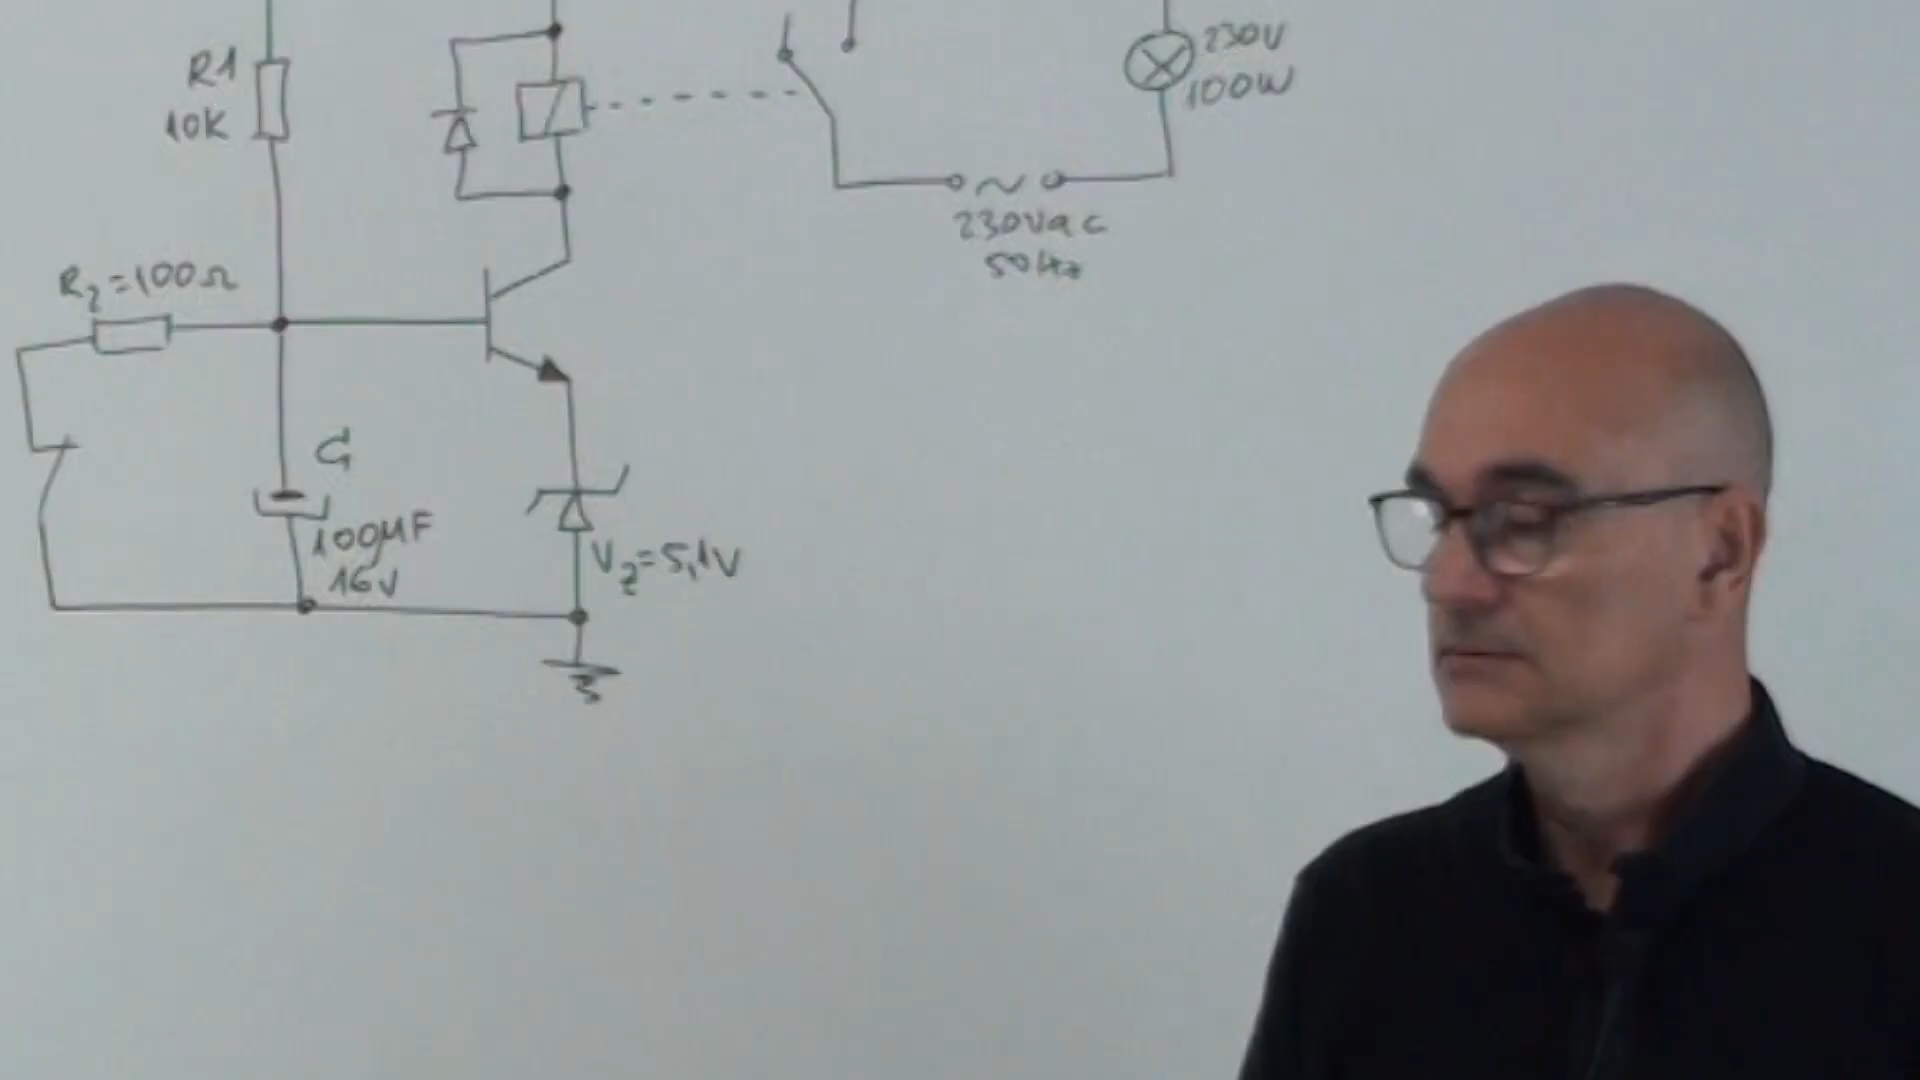 R1
10K
230V
100W
R2=100Ω
230Vac
50Hz
C1
100μF
16V
Vz=5,1V